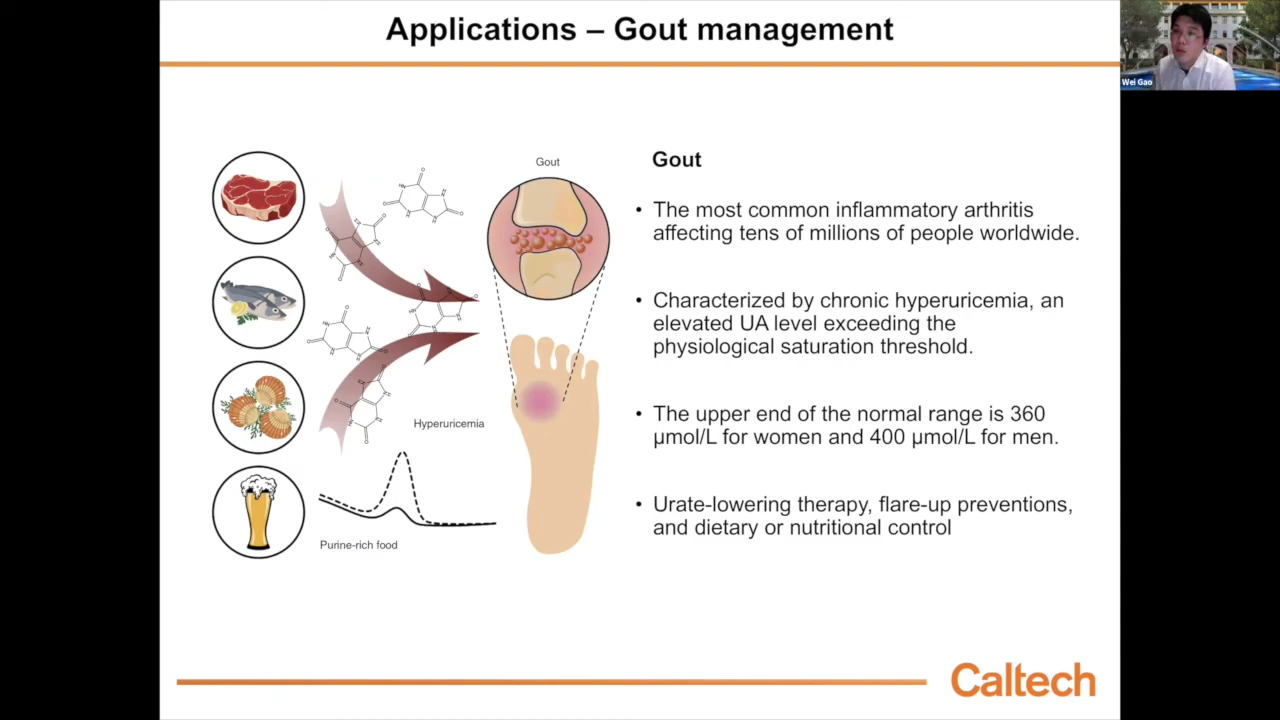 Applications – Gout management
Wei Gao
Gout
Hyperuricemia
Purine-rich food
Gout
• The most common inflammatory arthritis
affecting tens of millions of people worldwide.
• Characterized by chronic hyperuricemia, an
elevated UA level exceeding the
physiological saturation threshold.
• The upper end of the normal range is 360
μmol/L for women and 400 μmol/L for men.
• Urate-lowering therapy, flare-up preventions,
and dietary or nutritional control
Caltech